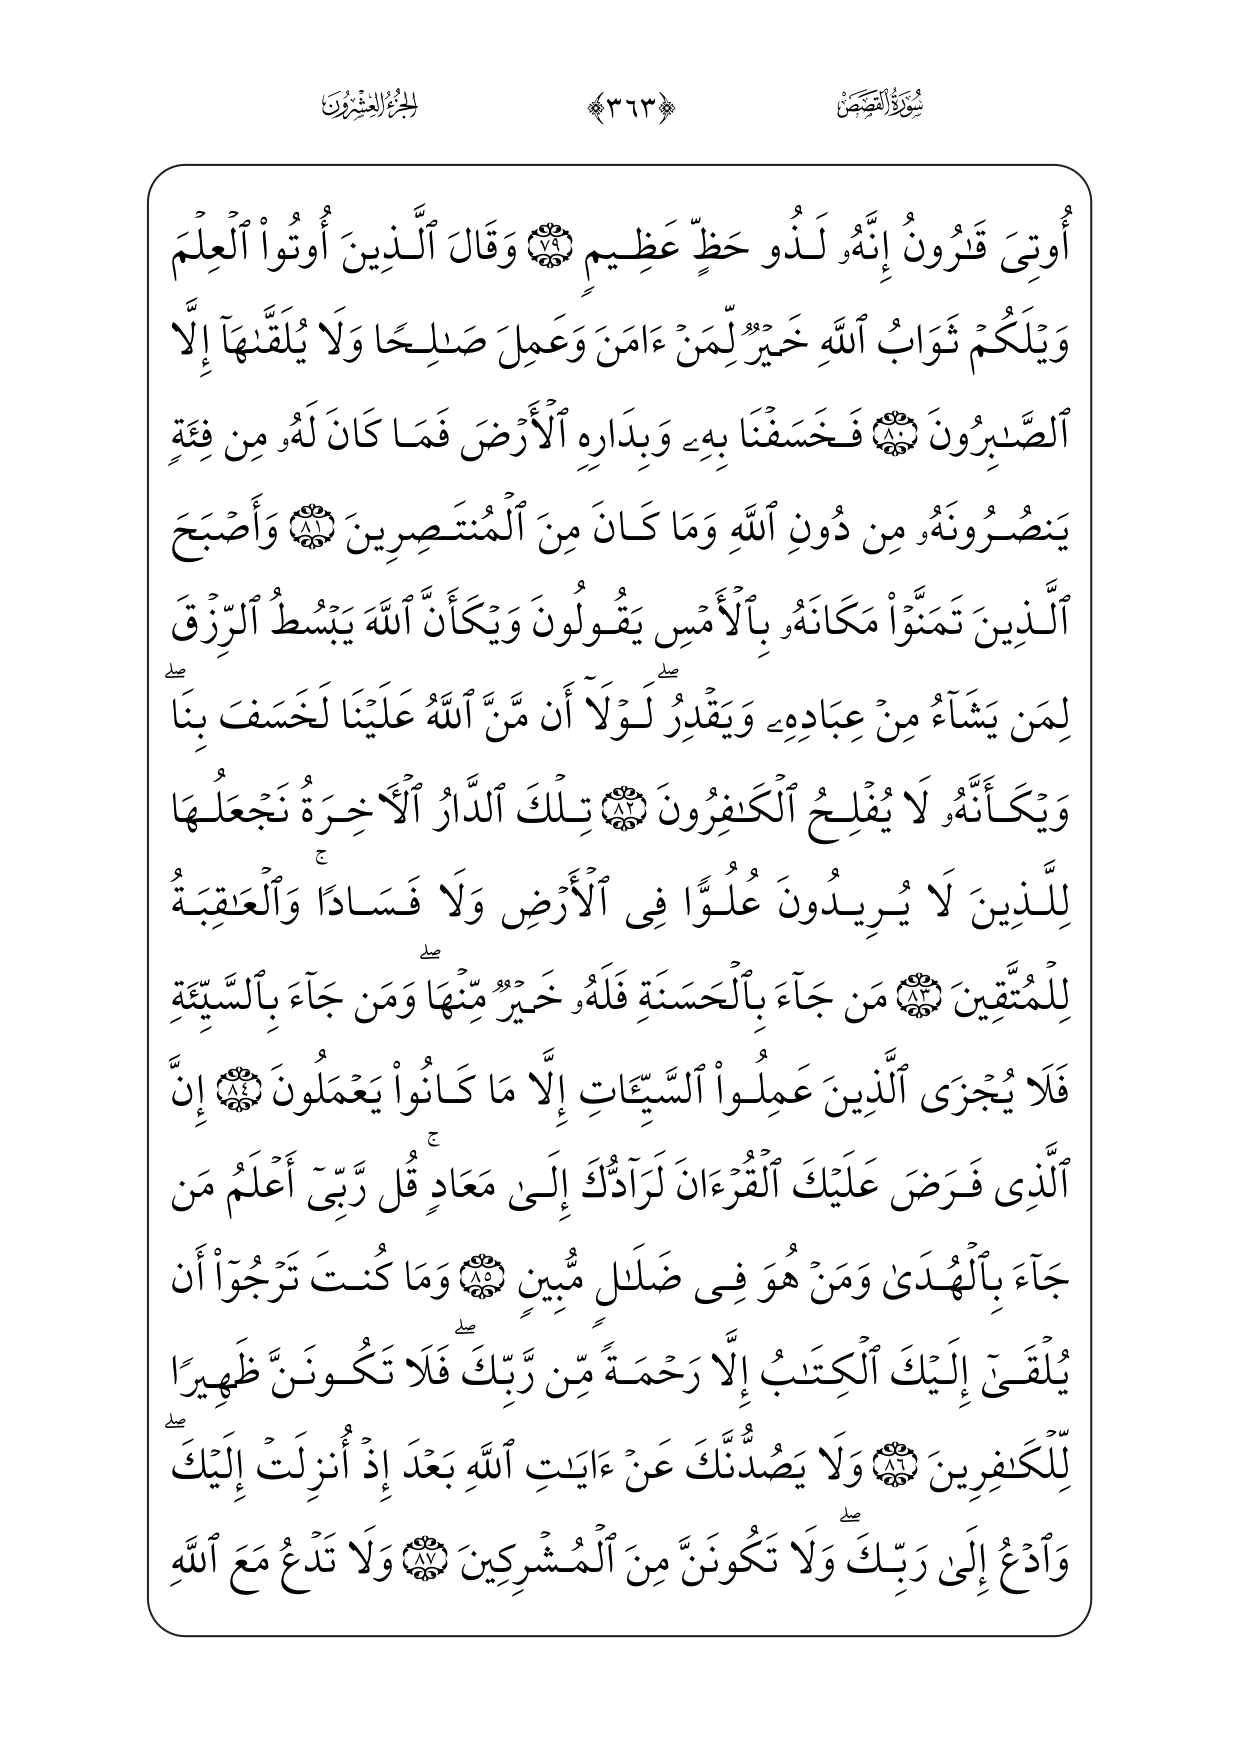 سُورَةُ القَصَصِ ﴿٣٦٣﴾ الجُزْءُ العِشْرُونَ
أُوتِىَ قَٰرُونُ إِنَّهُۥ لَذُو حَظٍّ عَظِيمٍ ٧٩ وَقَالَ ٱلَّذِينَ أُوتُوا۟ ٱلْعِلْمَ
وَيْلَكُمْ ثَوَابُ ٱللَّهِ خَيْرٌ لِّمَنْ ءَامَنَ وَعَمِلَ صَٰلِحًا وَلَا يُلَقَّىٰهَآ إِلَّا
ٱلصَّٰبِرُونَ ٨٠ فَخَسَفْنَا بِهِۦ وَبِدَارِهِ ٱلْأَرْضَ فَمَا كَانَ لَهُۥ مِن فِئَةٍ
يَنصُرُونَهُۥ مِن دُونِ ٱللَّهِ وَمَا كَانَ مِنَ ٱلْمُنتَصِرِينَ ٨١ وَأَصْبَحَ
ٱلَّذِينَ تَمَنَّوْا۟ مَكَانَهُۥ بِٱلْأَمْسِ يَقُولُونَ وَيْكَأَنَّ ٱللَّهَ يَبْسُطُ ٱلرِّزْقَ
لِمَن يَشَآءُ مِنْ عِبَادِهِۦ وَيَقْدِرُ ۖ لَوْلَآ أَن مَّنَّ ٱللَّهُ عَلَيْنَا لَخَسَفَ بِنَا ۖ
وَيْكَأَنَّهُۥ لَا يُفْلِحُ ٱلْكَٰفِرُونَ ٨٢ تِلْكَ ٱلدَّارُ ٱلْـَٔاخِرَةُ نَجْعَلُهَا
لِلَّذِينَ لَا يُرِيدُونَ عُلُوًّا فِى ٱلْأَرْضِ وَلَا فَسَادًا ۚ وَٱلْعَٰقِبَةُ
لِلْمُتَّقِينَ ٨٣ مَن جَآءَ بِٱلْحَسَنَةِ فَلَهُۥ خَيْرٌ مِّنْهَا ۖ وَمَن جَآءَ بِٱلسَّيِّئَةِ
فَلَا يُجْزَى ٱلَّذِينَ عَمِلُوا۟ ٱلسَّيِّـَٔاتِ إِلَّا مَا كَانُوا۟ يَعْمَلُونَ ٨٤ إِنَّ
ٱلَّذِى فَرَضَ عَلَيْكَ ٱلْقُرْءَانَ لَرَآدُّكَ إِلَىٰ مَعَادٍ ۚ قُل رَّبِّىٓ أَعْلَمُ مَن
جَآءَ بِٱلْهُدَىٰ وَمَنْ هُوَ فِى ضَلَٰلٍ مُّبِينٍ ٨٥ وَمَا كُنتَ تَرْجُوٓا۟ أَن
يُلْقَىٰٓ إِلَيْكَ ٱلْكِتَٰبُ إِلَّا رَحْمَةً مِّن رَّبِّكَ ۖ فَلَا تَكُونَنَّ ظَهِيرًا
لِّلْكَٰفِرِينَ ٨٦ وَلَا يَصُدُّنَّكَ عَنْ ءَايَٰتِ ٱللَّهِ بَعْدَ إِذْ أُنزِلَتْ إِلَيْكَ ۖ
وَٱدْعُ إِلَىٰ رَبِّكَ ۖ وَلَا تَكُونَنَّ مِنَ ٱلْمُشْرِكِينَ ٨٧ وَلَا تَدْعُ مَعَ ٱللَّهِ